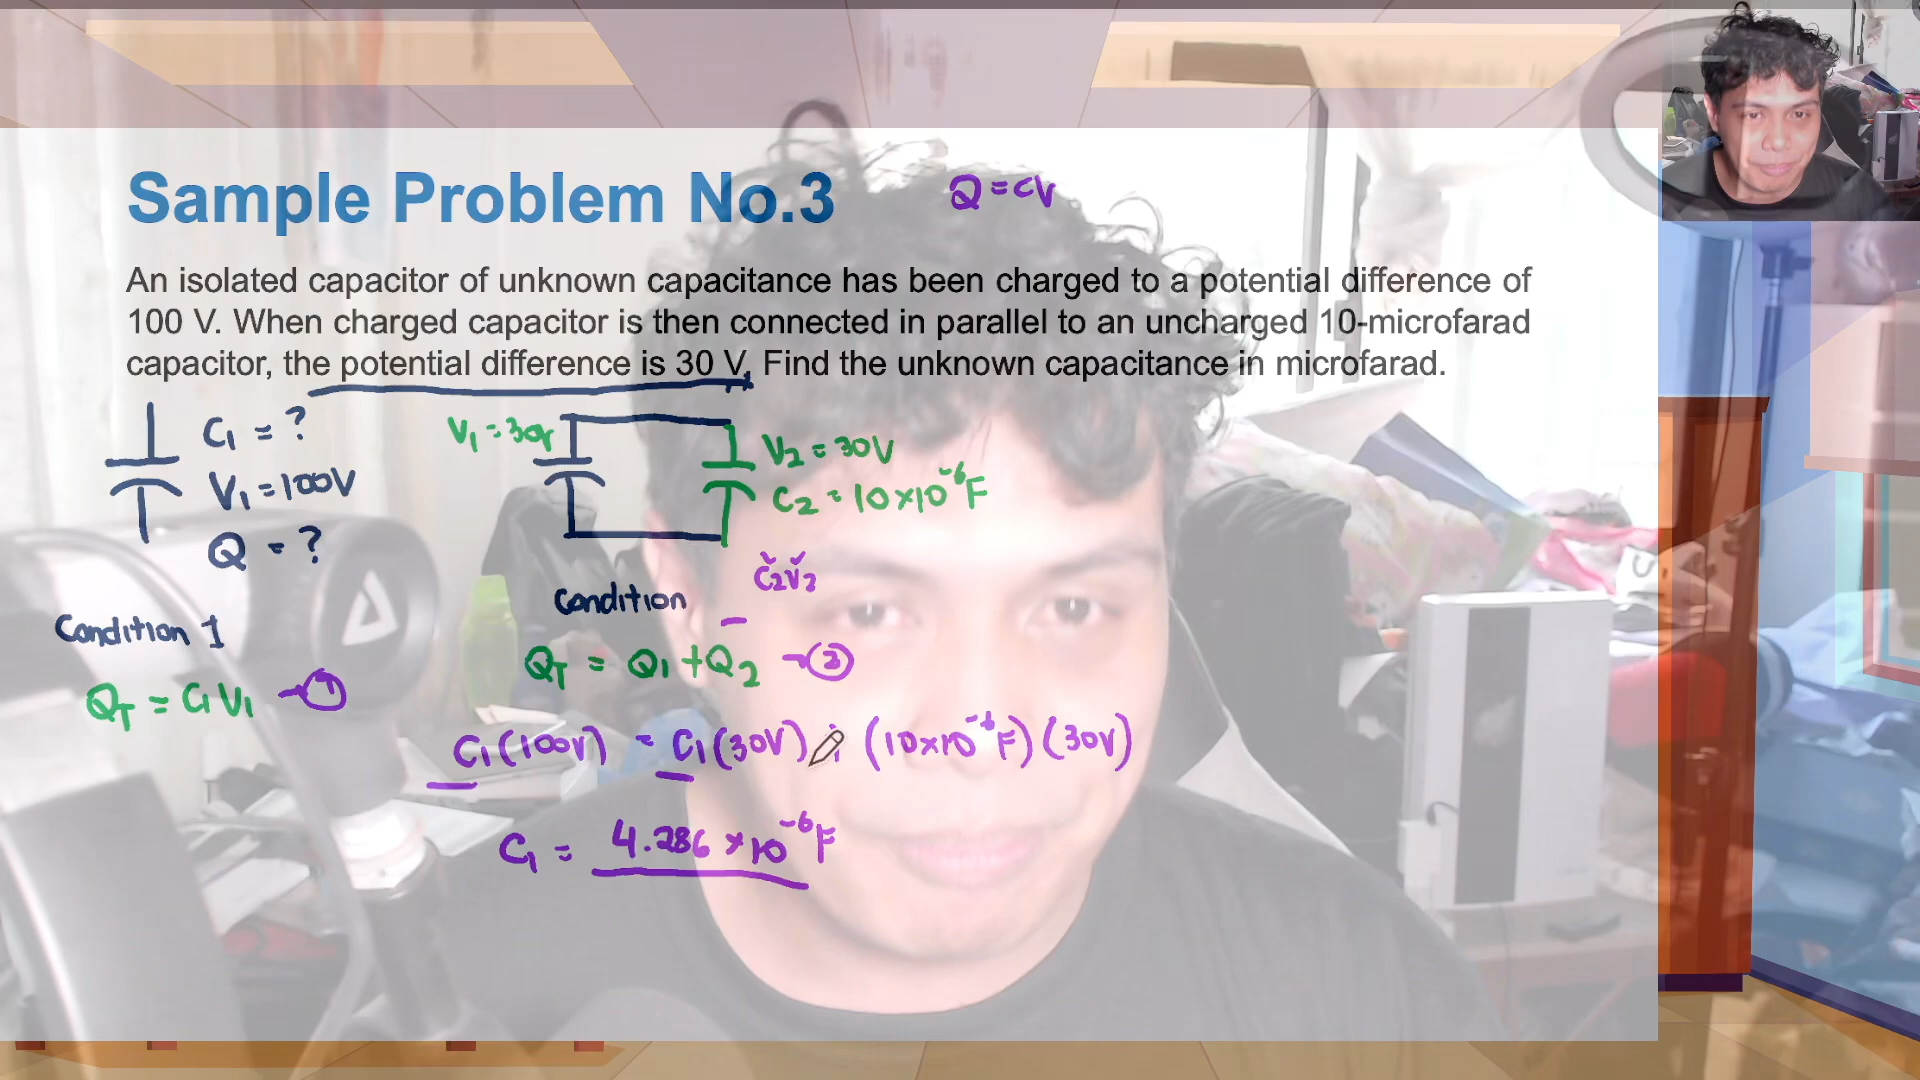 Sample Problem No.3
Q = CV
An isolated capacitor of unknown capacitance has been charged to a potential difference of
100 V. When charged capacitor is then connected in parallel to an uncharged 10-microfarad
capacitor, the potential difference is 30 V, Find the unknown capacitance in microfarad.
C1 = ?
V1 = 100V
Q = ?
V1 = 30V
V2 = 30V
C2 = 10×10^-6 F
C2V2
Condition 1
Condition
QT = C1 V1 → 1
QT = Q1 + Q2 → 2
C1(100V) = C1(30V) (10×10^-6 F)(30V)
C1 = 4.286 × 10^-6 F